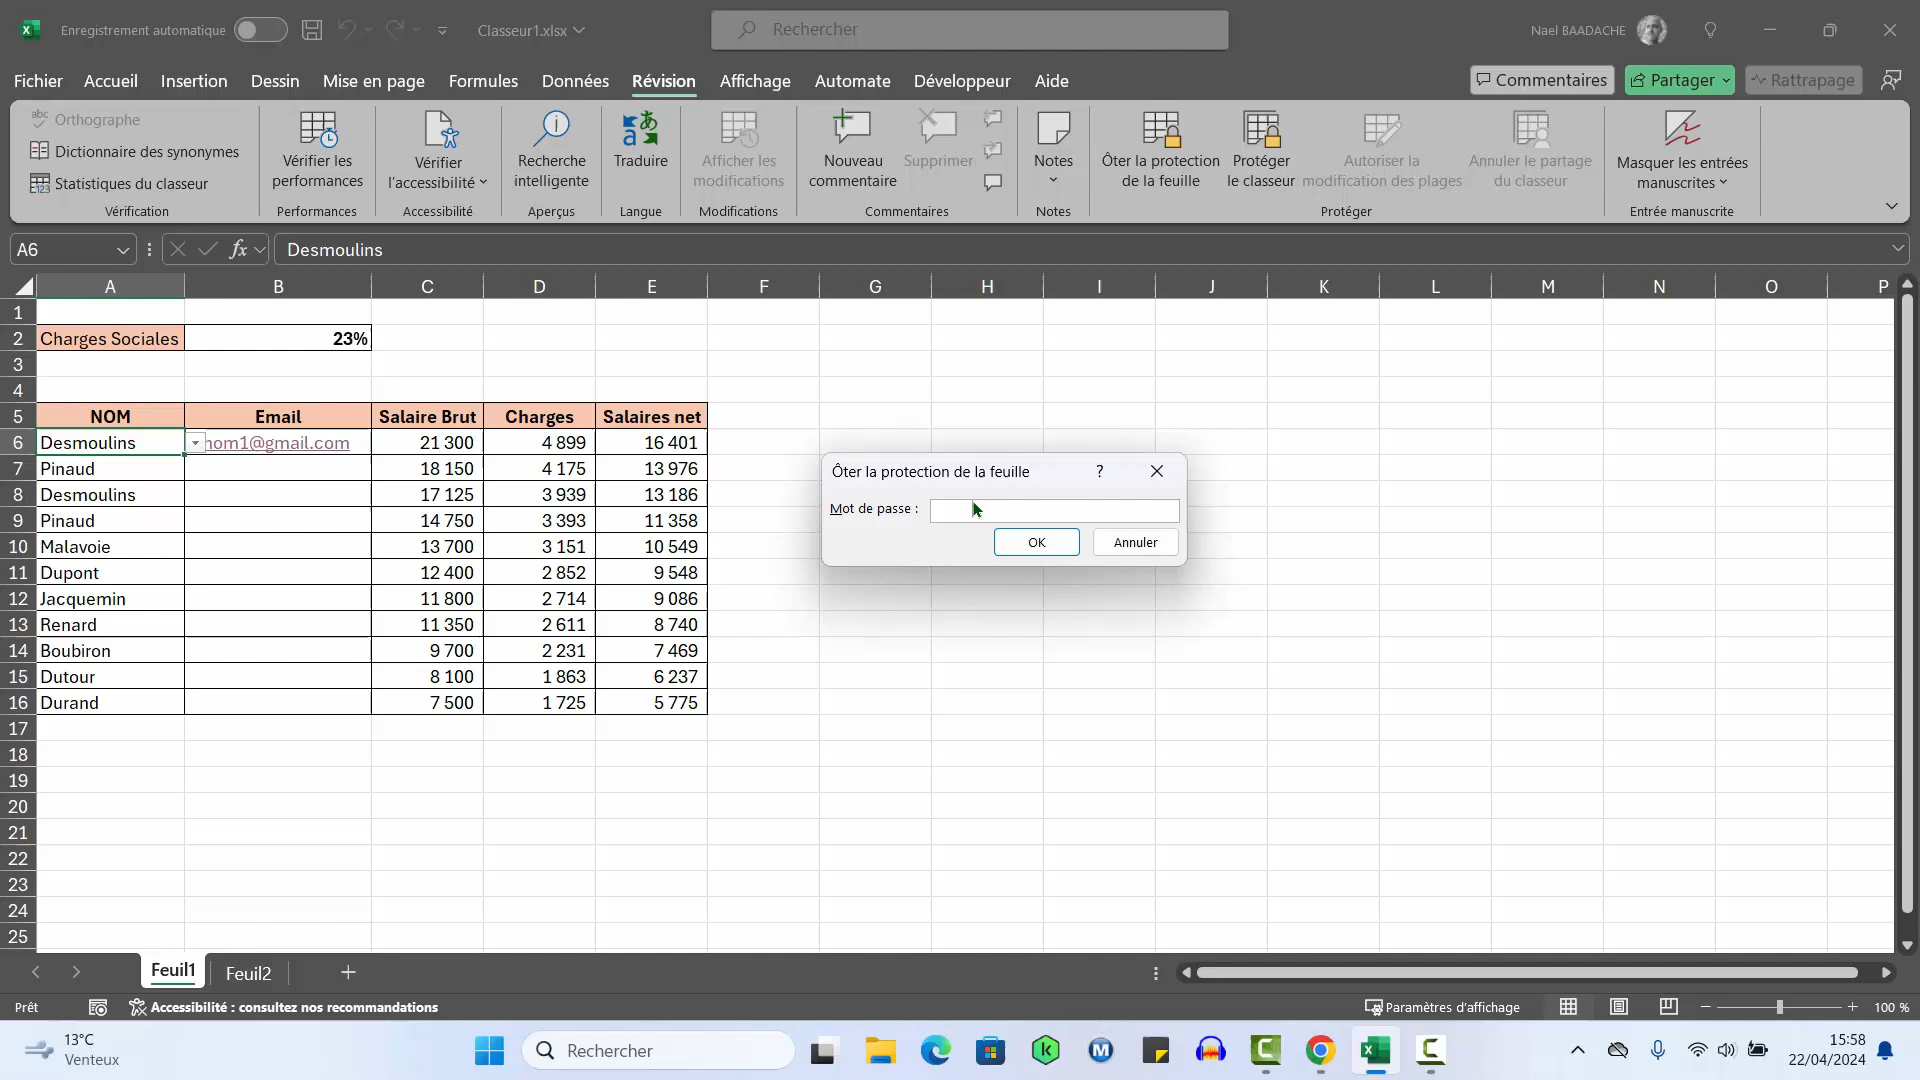 Enregistrement automatique
Classeur1.xlsx
Rechercher
Nael BAADACHE
Fichier Accueil Insertion Dessin Mise en page Formules Données Révision Affichage Automate Développeur Aide
Commentaires Partager Rattrapage
abc Orthographe
Dictionnaire des synonymes
123 Statistiques du classeur
Vérification
Vérifier les
performances
Performances
Vérifier
l'accessibilité
Accessibilité
Recherche
intelligente
Aperçus
Traduire
Langue
Afficher les
modifications
Modifications
Nouveau
commentaire
Supprimer
Commentaires
Notes
Notes
Ôter la protection
de la feuille
Protéger
le classeur
Autoriser la
modification des plages
Annuler le partage
du classeur
Protéger
Masquer les entrées
manuscrites
Entrée manuscrite
A6 fx Desmoulins
A B C D E F G H I J K L M N O P
1
2 Charges Sociales 23%
3
4
5 NOM Email Salaire Brut Charges Salaires net
6 Desmoulins nom1@gmail.com 21 300 4 899 16 401
7 Pinaud 18 150 4 175 13 976
8 Desmoulins 17 125 3 939 13 186
9 Pinaud 14 750 3 393 11 358
10 Malavoie 13 700 3 151 10 549
11 Dupont 12 400 2 852 9 548
12 Jacquemin 11 800 2 714 9 086
13 Renard 11 350 2 611 8 740
14 Boubiron 9 700 2 231 7 469
15 Dutour 8 100 1 863 6 237
16 Durand 7 500 1 725 5 775
17
18
19
20
21
22
23
24
25
Ôter la protection de la feuille ?
Mot de passe :
OK Annuler
Feuil1 Feuil2
Prêt Accessibilité : consultez nos recommandations
Paramètres d'affichage 100 %
13°C
Venteux
Rechercher
15:58
22/04/2024